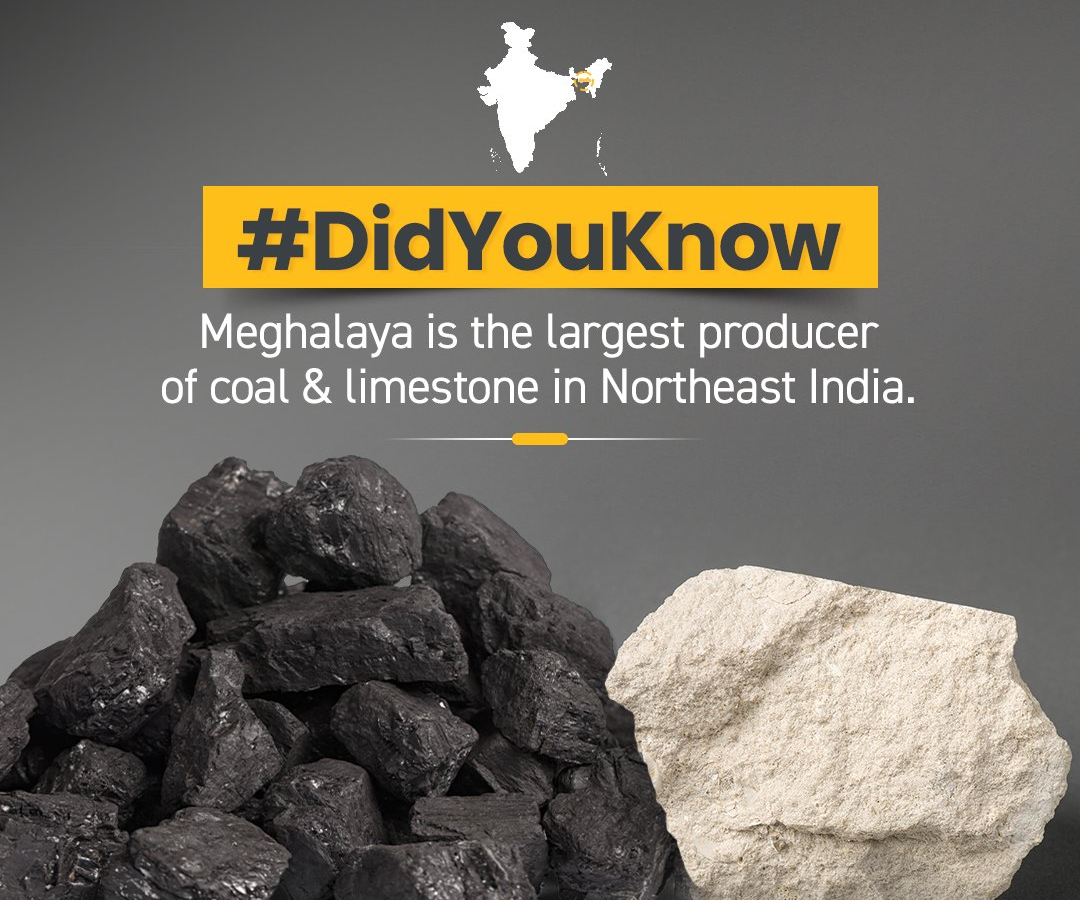 #DidYouKnow
Meghalaya is the largest producer
of coal & limestone in Northeast India.